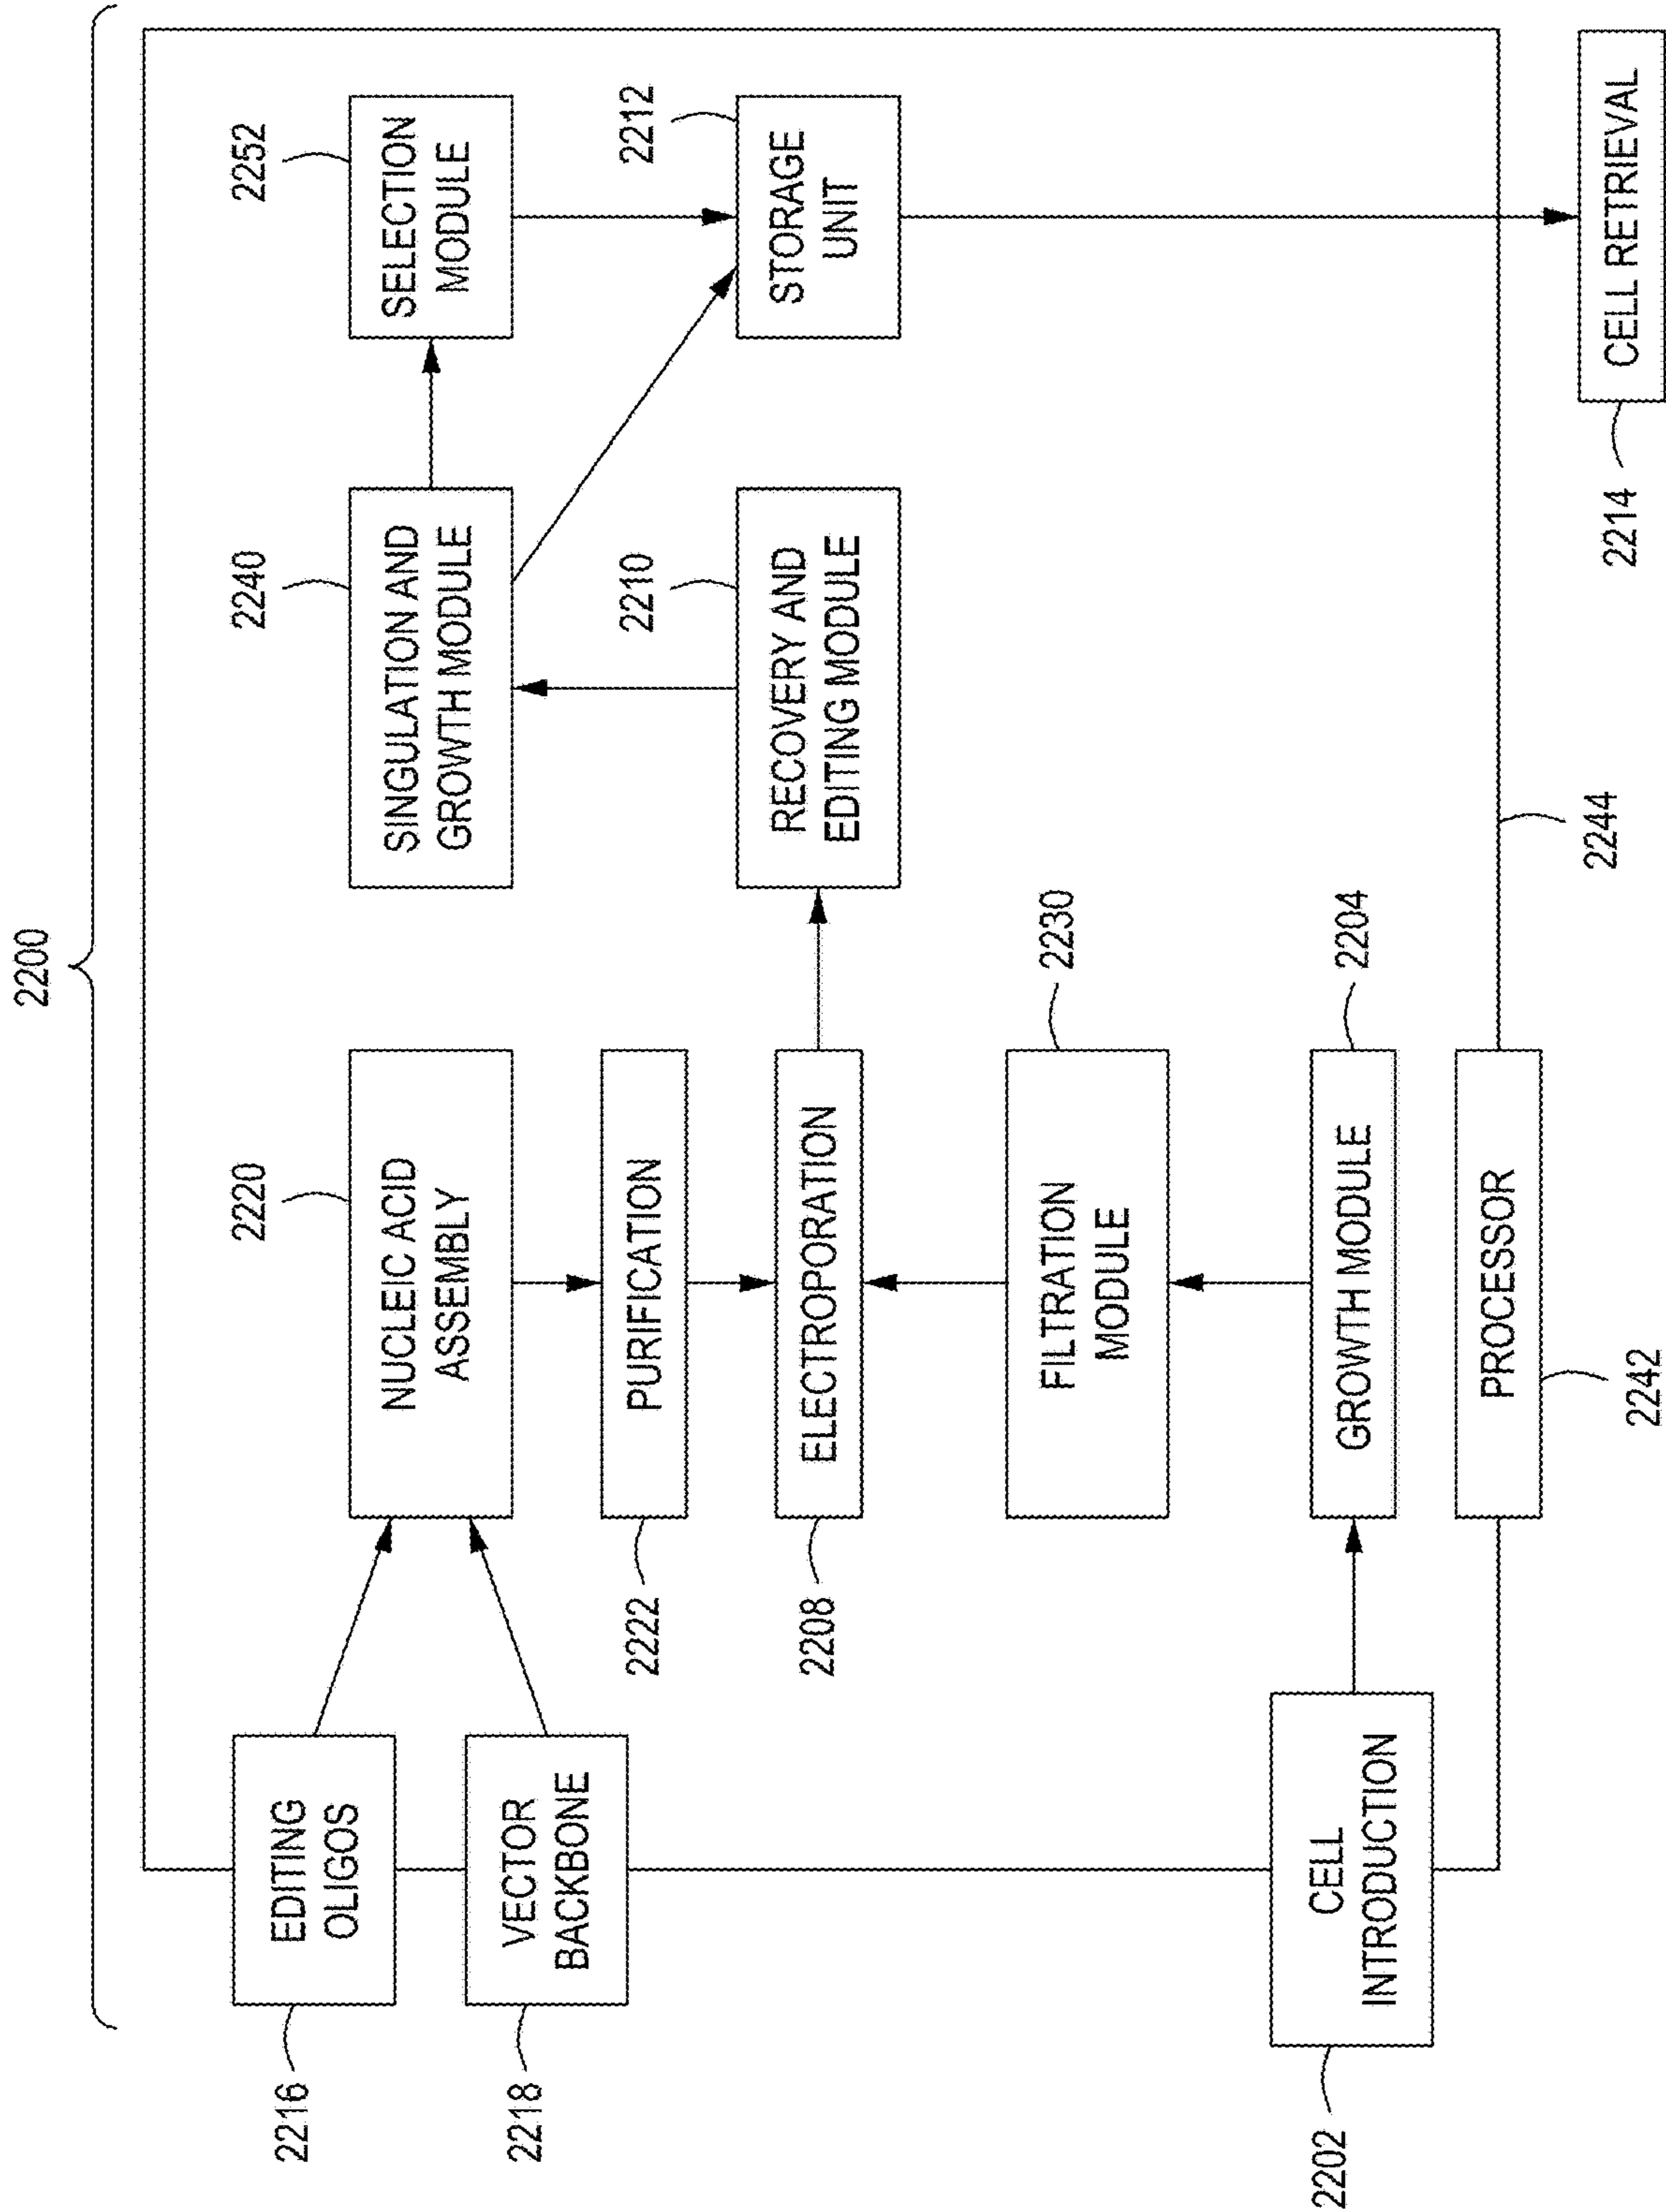 2200
2216
EDITING
OLIGOS
2218
VECTOR
BACKBONE
2202
CELL
INTRODUCTION
2220
NUCLEIC ACID
ASSEMBLY
2222
PURIFICATION
2208
ELECTROPORATION
2230
FILTRATION
MODULE
2204
GROWTH MODULE
2242
PROCESSOR
2244
2240
SINGULATION AND
GROWTH MODULE
2210
RECOVERY AND
EDITING MODULE
2252
SELECTION
MODULE
2212
STORAGE
UNIT
2214
CELL RETRIEVAL